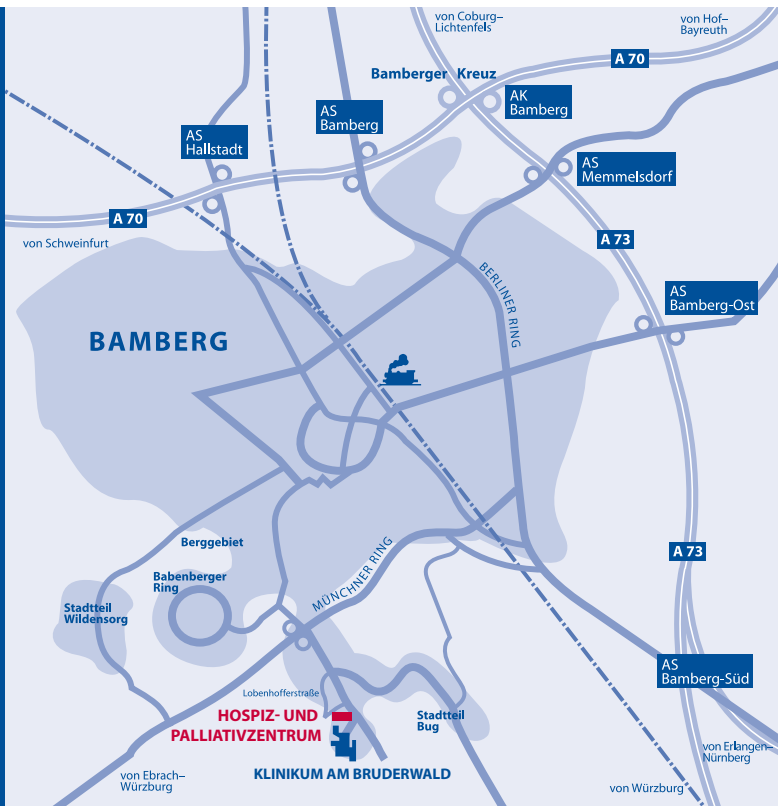 von Coburg–
Lichtenfels
von Hof–
Bayreuth
A 70
Bamberger Kreuz
AK
Bamberg
AS
Bamberg
AS
Hallstadt
AS
Memmelsdorf
A 70
A 73
von Schweinfurt
BERLINER RING
AS
Bamberg-Ost
BAMBERG
Berggebiet
MÜNCHNER RING
A 73
Babenberger
Ring
Stadtteil
Wildensorg
AS
Bamberg-Süd
Lobenhofferstraße
HOSPIZ- UND
PALLIATIVZENTRUM
Stadtteil
Bug
von Erlangen–
Nürnberg
KLINIKUM AM BRUDERWALD
von Ebrach–
Würzburg
von Würzburg